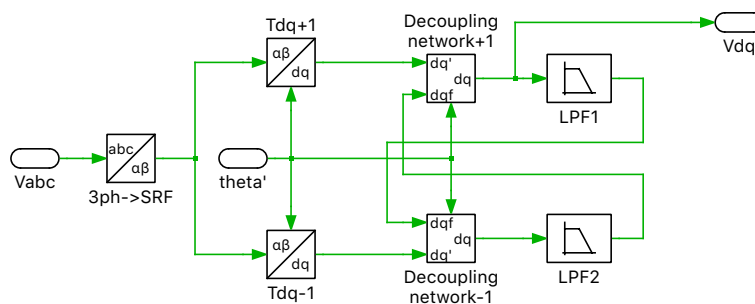 Tdq+1
αβ
dq
Decoupling
network+1
dq'
dq
dqf
LPF1
Vdq
Vabc
abc
αβ
3ph->SRF
theta'
αβ
dq
Tdq-1
dqf
dq
dq'
Decoupling
network-1
LPF2